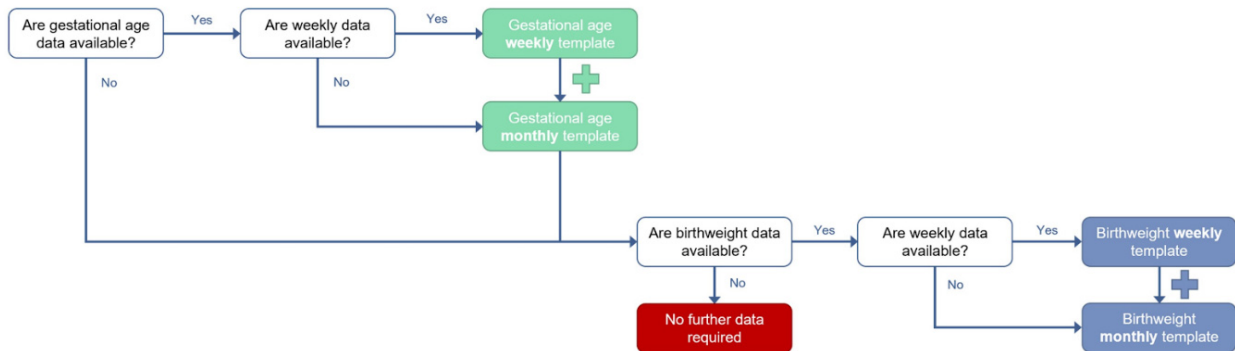 Are gestational age
data available?
Yes
Are weekly data
available?
Yes
Gestational age
weekly template
No
No
Gestational age
monthly template
Are birthweight data
available?
Yes
Are weekly data
available?
Yes
Birthweight weekly
template
No
No
No further data
required
Birthweight
monthly template